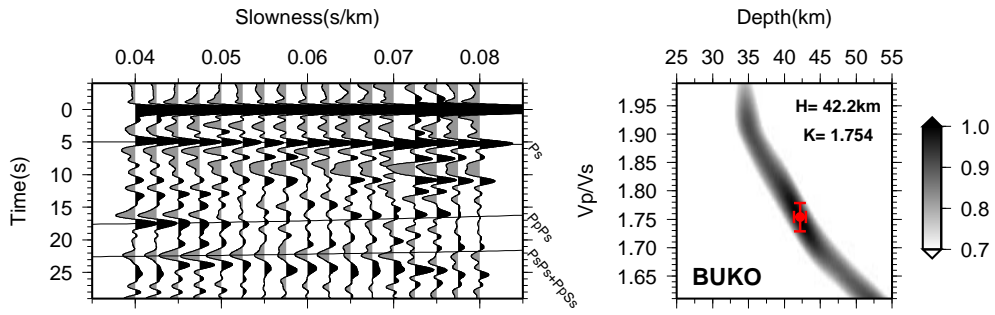 Slowness(s/km)
0.04 0.05 0.06 0.07 0.08
Time(s)
0
5
10
15
20
25
Ps
PpPs
PsPs+PpSs
Depth(km)
25 30 35 40 45 50 55
Vp/Vs
1.95
1.90
1.85
1.80
1.75
1.70
1.65
H= 42.2km
K= 1.754
BUKO
1.0
0.9
0.8
0.7